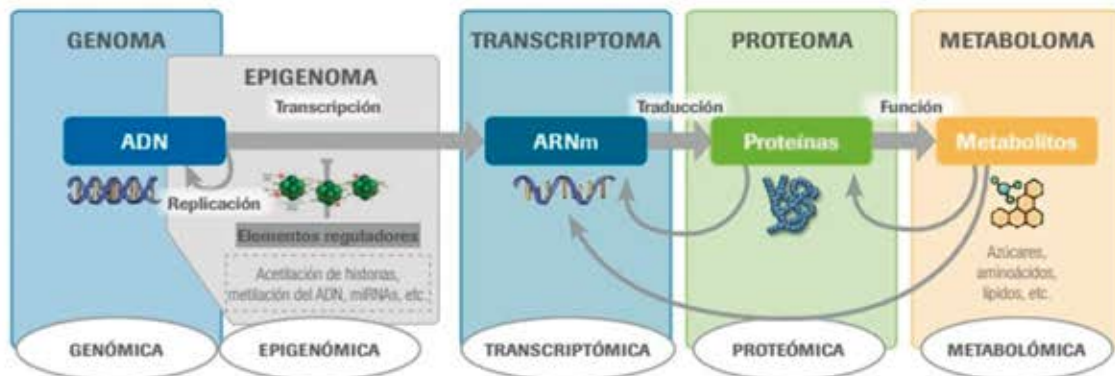 GENOMA
EPIGENOMA
TRANSCRIPTOMA
PROTEOMA
METABOLOMA
Transcripción
Traducción
Función
ADN
ARNm
Proteínas
Metabolitos
Replicación
Elementos reguladores
Acetilación de histonas,
metilación del ADN, miRNAs, etc.
Azúcares,
aminoácidos,
lípidos, etc.
GENÓMICA
EPIGENÓMICA
TRANSCRIPTÓMICA
PROTEÓMICA
METABOLÓMICA